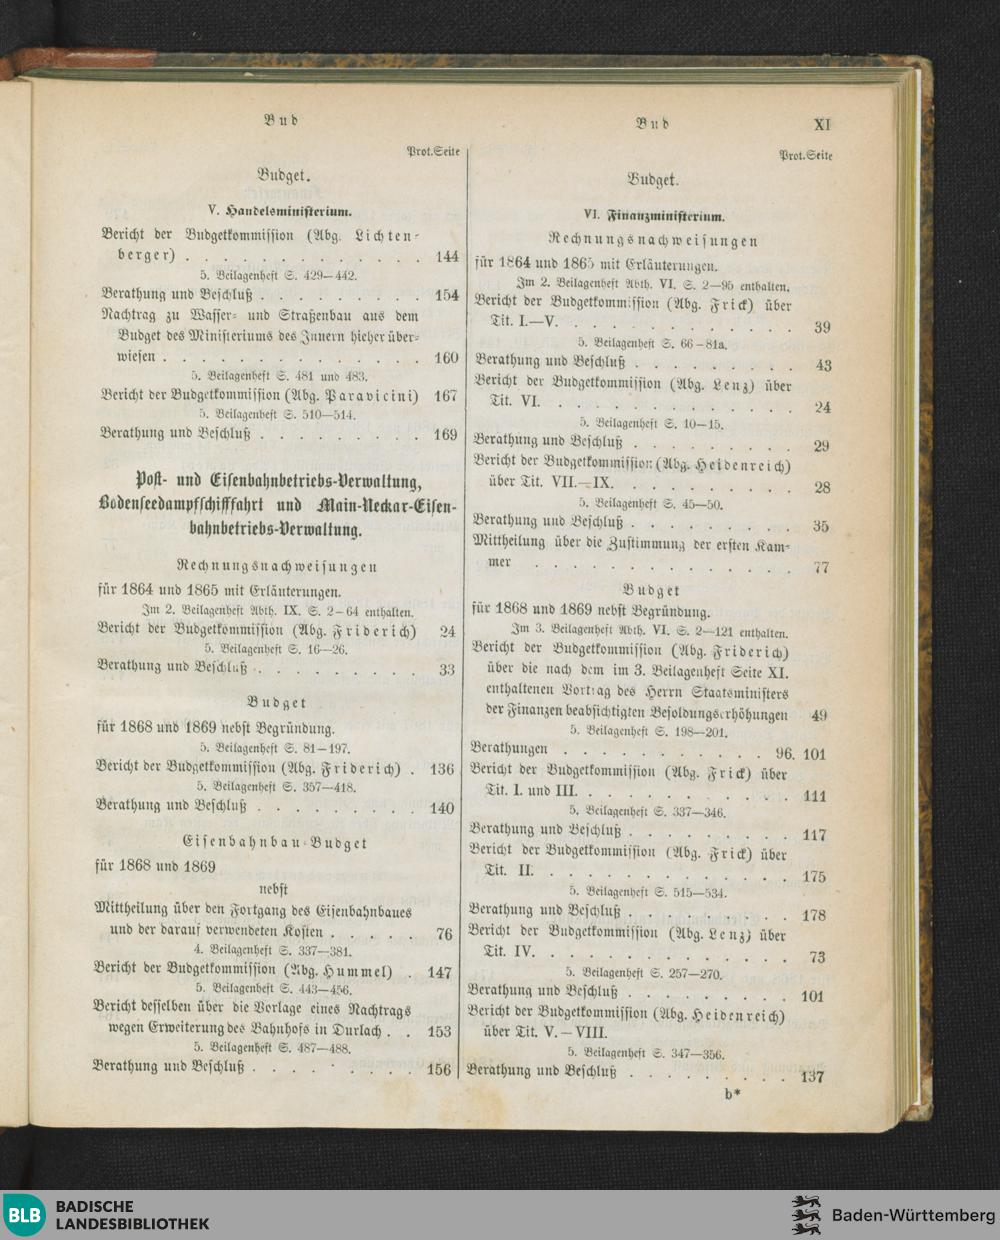 Bud
Prot.Seite
Budget.
V. Handelsministerium.
Bericht der Budgetkommission (Abg. Lichten-
berger) . . . . . . . . . . . . . 144
5. Beilagenheft S. 429—442.
Berathung und Beschluß . . . . . . . . . 154
Nachtrag zu Wasser- und Straßenbau aus dem
Budget des Ministeriums des Innern hieher über-
wiesen . . . . . . . . . . . . . . 160
5. Beilagenheft S. 481 und 483.
Bericht der Budgetkommission (Abg. Paravicini) 167
5. Beilagenheft S. 510—514.
Berathung und Beschluß . . . . . . . . . 169
Post- und Eisenbahnbetriebs-Verwaltung,
Bodenseedampfschifffahrt und Main-Neckar-Eisen-
bahnbetriebs-Verwaltung.
Rechnungsnachweisungen
für 1864 und 1865 mit Erläuterungen.
Im 2. Beilagenheft Abth. IX. S. 2—64 enthalten.
Bericht der Budgetkommission (Abg. Friderich) 24
5. Beilagenheft S. 16—26.
Berathung und Beschluß . . . . . . . . . 33
Budget
für 1868 und 1869 nebst Begründung.
5. Beilagenheft S. 81—197.
Bericht der Budgetkommission (Abg. Friderich) . 136
5. Beilagenheft S. 357—418.
Berathung und Beschluß . . . . . . . . . 140
Eisenbahnbau-Budget
für 1868 und 1869
nebst
Mittheilung über den Fortgang des Eisenbahnbaues
und der darauf verwendeten Kosten . . . . . 76
4. Beilagenheft S. 337—381.
Bericht der Budgetkommission (Abg. Hummel) . 147
5. Beilagenheft S. 443—456.
Bericht desselben über die Vorlage eines Nachtrags
wegen Erweiterung des Bahnhofs in Durlach . . 153
5. Beilagenheft S. 487—488.
Berathung und Beschluß . . . . . . . . . 156
Bud
XI
Prot.Seite
Budget.
VI. Finanzministerium.
Rechnungsnachweisungen
für 1864 und 1865 mit Erläuterungen.
Im 2. Beilagenheft Abth. VI. S. 2—95 enthalten.
Bericht der Budgetkommission (Abg. Frick) über
Tit. I.—V. . . . . . . . . . . . . 39
5. Beilagenheft S. 66—81a.
Berathung und Beschluß . . . . . . . . . 43
Bericht der Budgetkommission (Abg. Lenz) über
Tit. VI. . . . . . . . . . . . . . 24
5. Beilagenheft S. 10—15.
Berathung und Beschluß . . . . . . . . . 29
Bericht der Budgetkommission (Abg. Heidenreich)
über Tit. VII.—IX. . . . . . . . . . 28
5. Beilagenheft S. 45—50.
Berathung und Beschluß . . . . . . . . . 35
Mittheilung über die Zustimmung der ersten Kam-
mer . . . . . . . . . . . . . . 77
Budget
für 1868 und 1869 nebst Begründung.
Im 3. Beilagenheft Abth. VI. S. 2—121 enthalten.
Bericht der Budgetkommission (Abg. Friderich)
über die nach dem im 3. Beilagenheft Seite XI.
enthaltenen Vortrag des Herrn Staatsministers
der Finanzen beabsichtigten Besoldungserhöhungen 49
5. Beilagenheft S. 198—201.
Berathungen . . . . . . . . . . . 96. 101
Bericht der Budgetkommission (Abg. Frick) über
Tit. I. und III. . . . . . . . . . . . 111
5. Beilagenheft S. 337—346.
Berathung und Beschluß . . . . . . . . . 117
Bericht der Budgetkommission (Abg. Frick) über
Tit. II. . . . . . . . . . . . . . 175
5. Beilagenheft S. 515—534.
Berathung und Beschluß . . . . . . . . . 178
Bericht der Budgetkommission (Abg. Lenz) über
Tit. IV. . . . . . . . . . . . . . 73
5. Beilagenheft S. 257—270.
Berathung und Beschluß . . . . . . . . . 101
Bericht der Budgetkommission (Abg. Heidenreich)
über Tit. V.—VIII.
5. Beilagenheft S. 347—356.
Berathung und Beschluß . . . . . . . . . 137
b*
BLB BADISCHE
LANDESBIBLIOTHEK
Baden-Württemberg